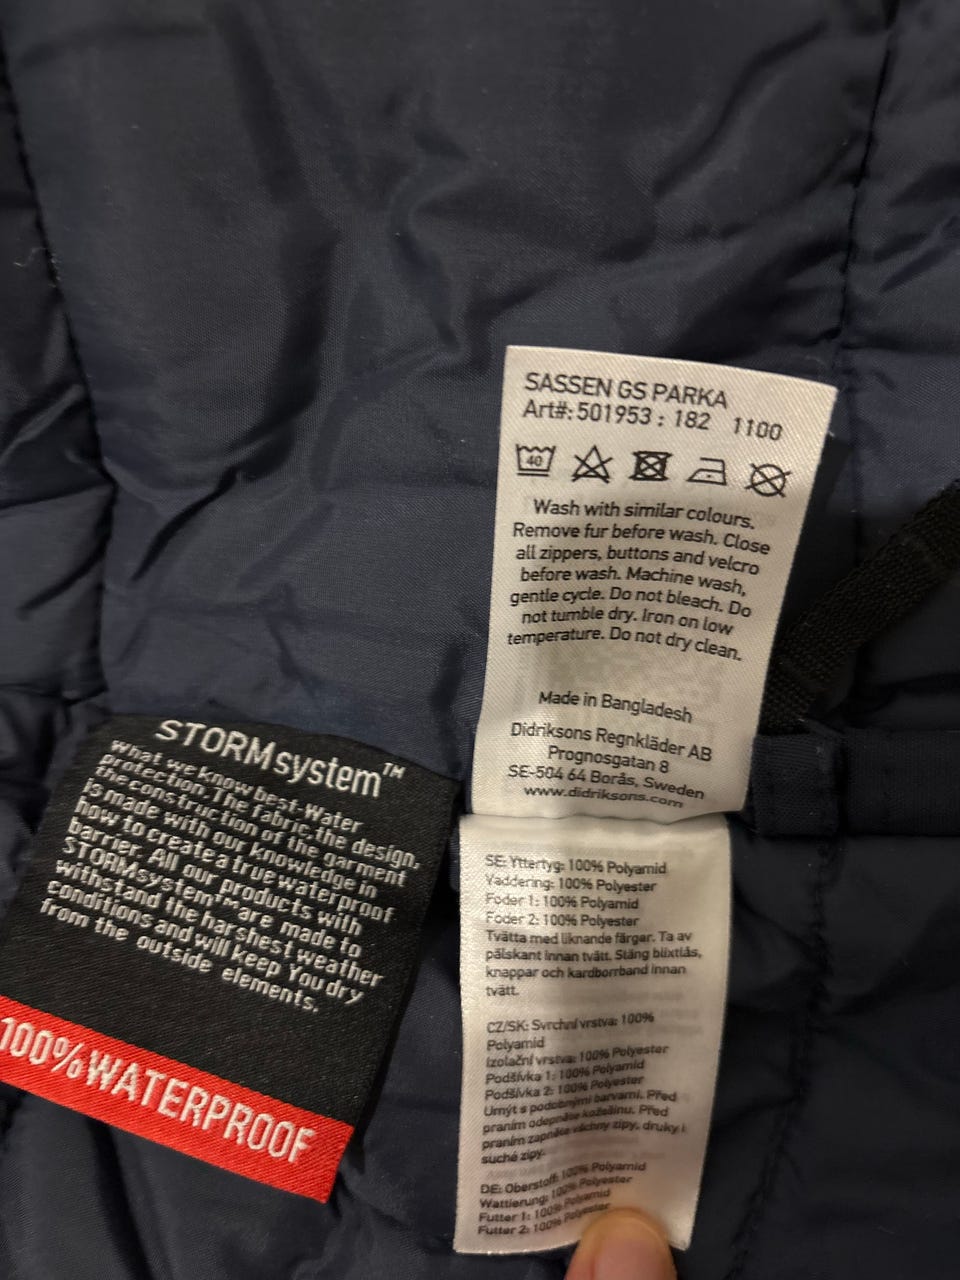 SASSEN GS PARKA
Art#: 501953 : 182 1100
40
Wash with similar colours.
Remove fur before wash. Close
all zippers, buttons and velcro
before wash. Machine wash,
gentle cycle. Do not bleach. Do
not tumble dry. Iron on low
temperature. Do not dry clean.
Made in Bangladesh
Didriksons Regnkläder AB
Prognosgatan 8
SE-504 64 Borås, Sweden
www.didriksons.com
STORMsystem™
What we know best. Water
protection. The fabric, the design,
the construction of the garment
is made with our knowledge in
how to create a true waterproof
barrier. All our products with
STORMsystem™ are made to
withstand the harshest weather
conditions and will keep You dry
from the outside elements.
100% WATERPROOF
SE: Yttertyg: 100% Polyamid
Vaddering: 100% Polyester
Foder 1: 100% Polyamid
Foder 2: 100% Polyester
Tvätta med liknande färger. Ta av
pälskant innan tvätt. Stäng blixtlås,
knappar och kardborrband innan
tvätt.
CZ/SK: Svrchní vrstva: 100%
Polyamid
Izolační vrstva: 100% Polyester
Podšívka 1: 100% Polyamid
Podšívka 2: 100% Polyester
Umýt s podobnými barvami. Před
praním odepněte kožešinu. Před
praním zapněte všechny zipy, druky i
suché zipy.
DE: Oberstoff: 100% Polyamid
Wattierung: 100% Polyester
Futter 1: 100% Polyamid
Futter 2: 100% Polyester